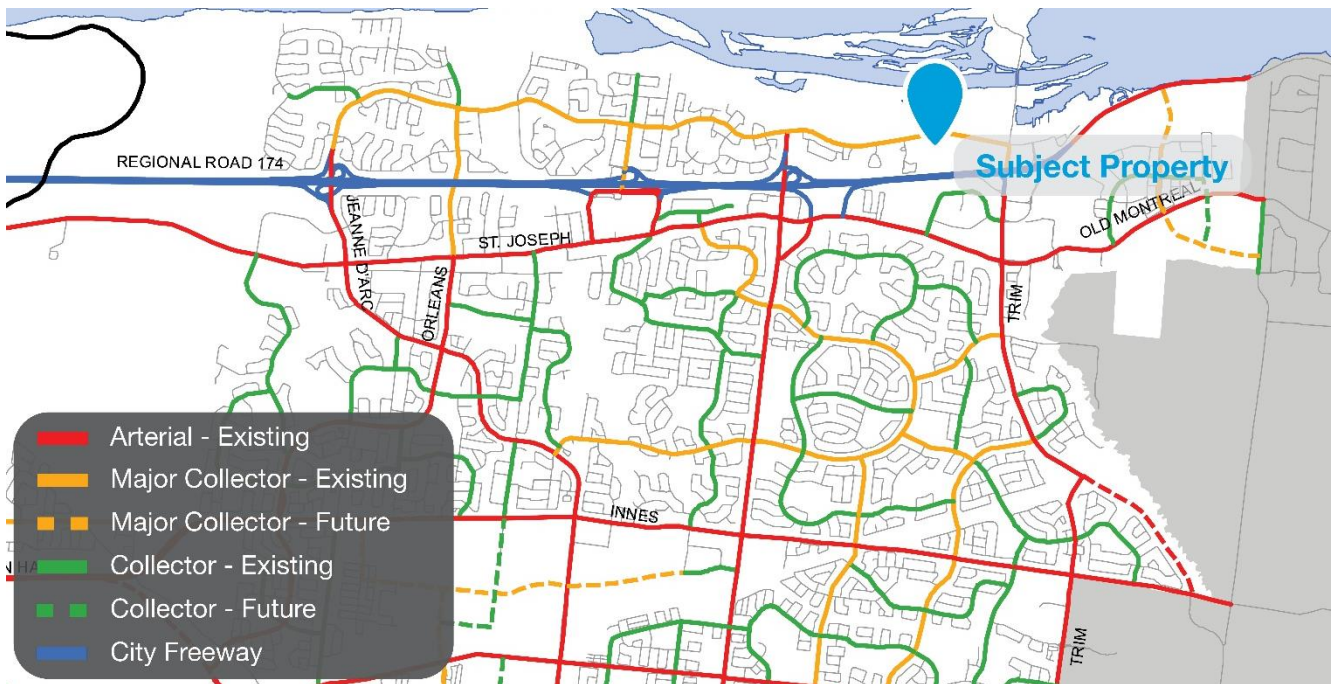 REGIONAL ROAD 174
Subject Property
JEANNE D'ARC
ST. JOSEPH
ORLEANS
OLD MONTREAL
TRIM
INNES
TRIM
Arterial - Existing
Major Collector - Existing
Major Collector - Future
Collector - Existing
Collector - Future
City Freeway